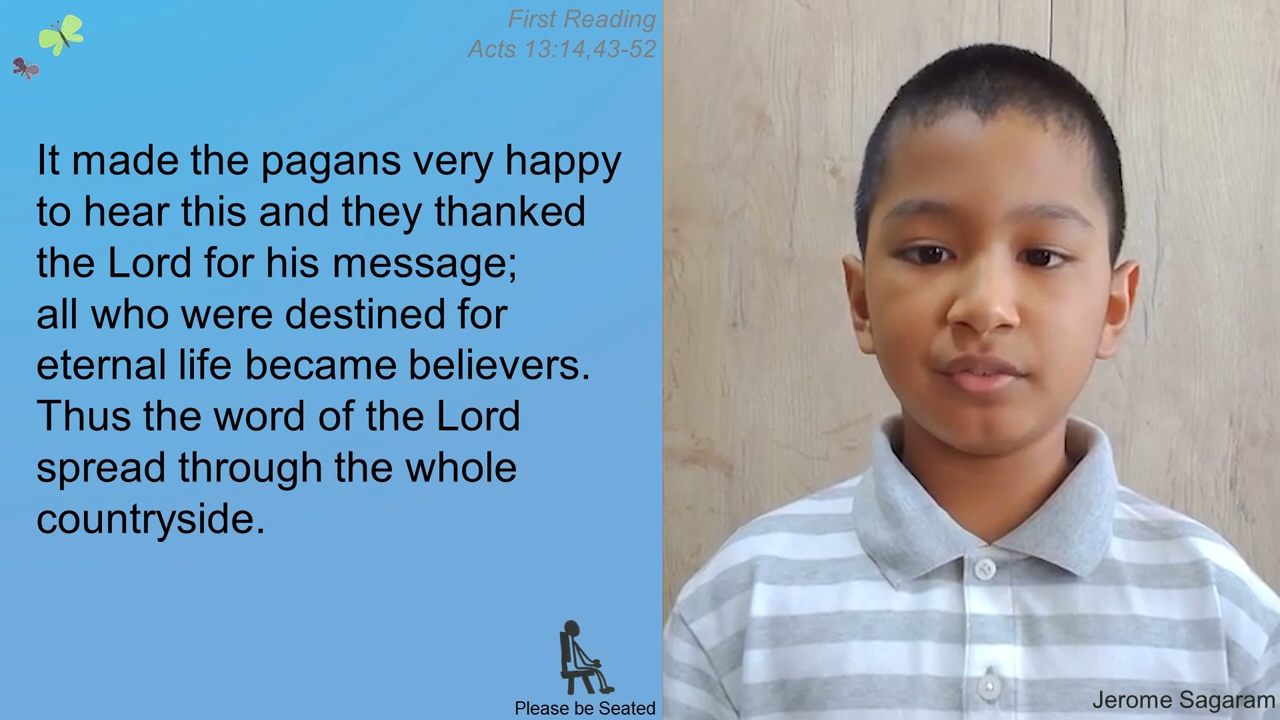 First Reading
Acts 13:14,43-52
It made the pagans very happy
to hear this and they thanked
the Lord for his message;
all who were destined for
eternal life became believers.
Thus the word of the Lord
spread through the whole
countryside.
Please be Seated
Jerome Sagaram